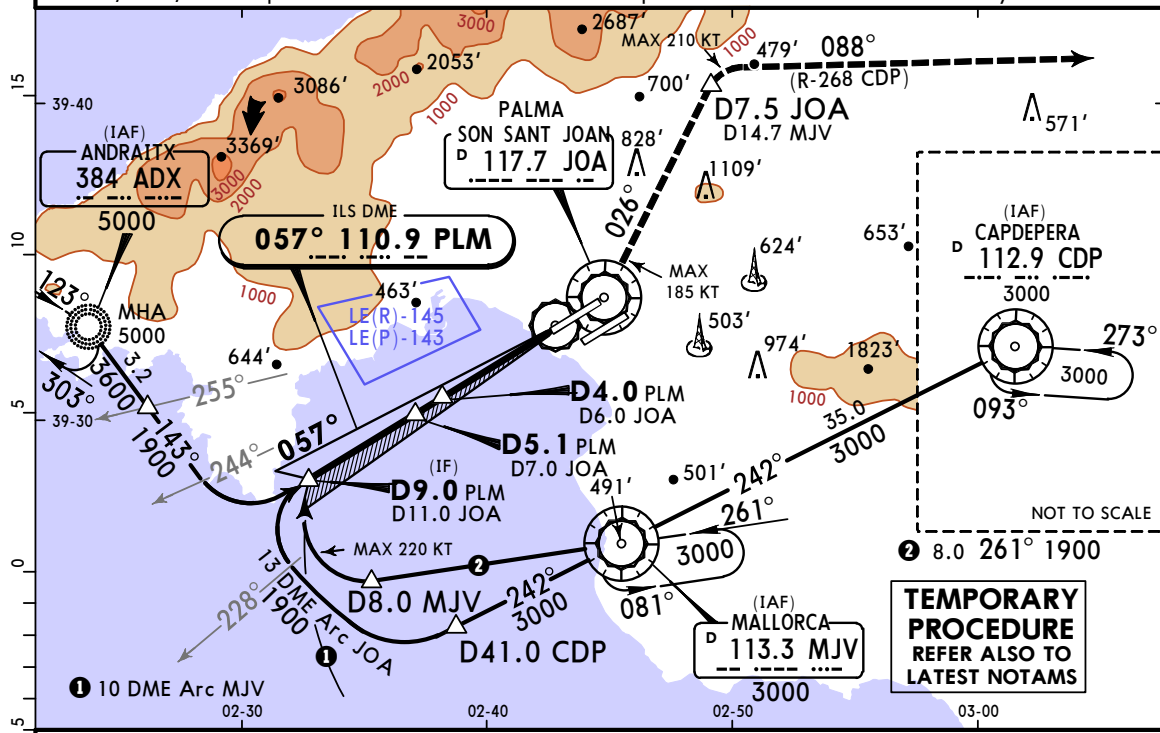 3000
2687'
MAX 210 KT
1000
479'
088°
(R-268 CDP)
2053'
2000
3086'
1000
700'
D7.5 JOA
D14.7 MJV
15
39-40
PALMA
SON SANT JOAN
D 117.7 JOA
828'
571'
(IAF)
ANDRAITX
384 ADX
5000
3369'
3000
2000
1109'
026°
ILS DME
057° 110.9 PLM
10
624'
653'
(IAF)
CAPDEPERA
D 112.9 CDP
3000
MAX
185 KT
123°
MHA
5000
1000
463'
LE(R)-145
LE(P)-143
503'
974'
1823'
1000
273°
3000
093°
303°
3.2
3600
644'
255°
D4.0 PLM
D6.0 JOA
5
39-30
143°
1900
057°
244°
D5.1 PLM
D7.0 JOA
35.0
3000
242°
(IF)
D9.0 PLM
D11.0 JOA
501'
491'
261°
3000
NOT TO SCALE
MAX 220 KT
2
2 8.0 261° 1900
0
13 DME Arc JOA
1900
228°
D8.0 MJV
242°
3000
081°
(IAF)
MALLORCA
D 113.3 MJV
3000
TEMPORARY
PROCEDURE
REFER ALSO TO
LATEST NOTAMS
D41.0 CDP
1
1 10 DME Arc MJV
5
02-30
02-40
02-50
03-00